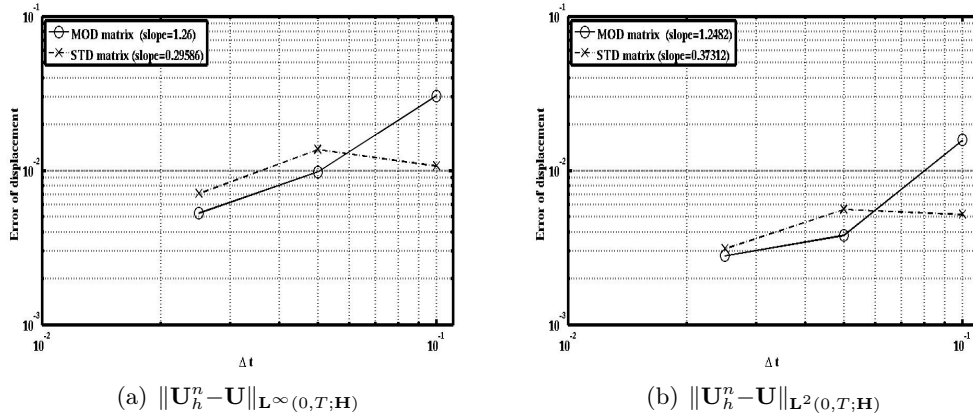 10^-1
MOD matrix (slope=1.26)
STD matrix (slope=0.29586)
Error of displacement
10^-2
10^-3
10^-2
10^-1
Δ t
(a) ‖U_h^n−U‖_{L^∞(0,T;H)}
10^-1
MOD matrix (slope=1.2482)
STD matrix (slope=0.37312)
Error of displacement
10^-2
10^-3
10^-2
10^-1
Δ t
(b) ‖U_h^n−U‖_{L^2(0,T;H)}